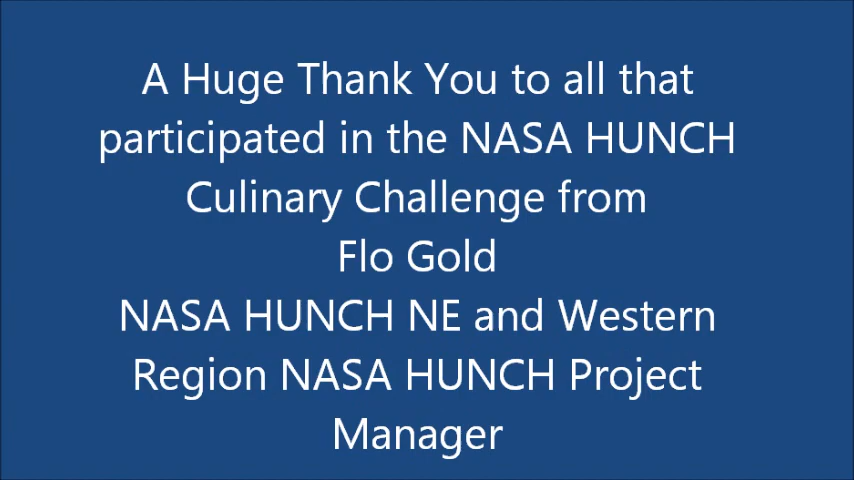 A Huge Thank You to all that
participated in the NASA HUNCH
Culinary Challenge from
Flo Gold
NASA HUNCH NE and Western
Region NASA HUNCH Project
Manager